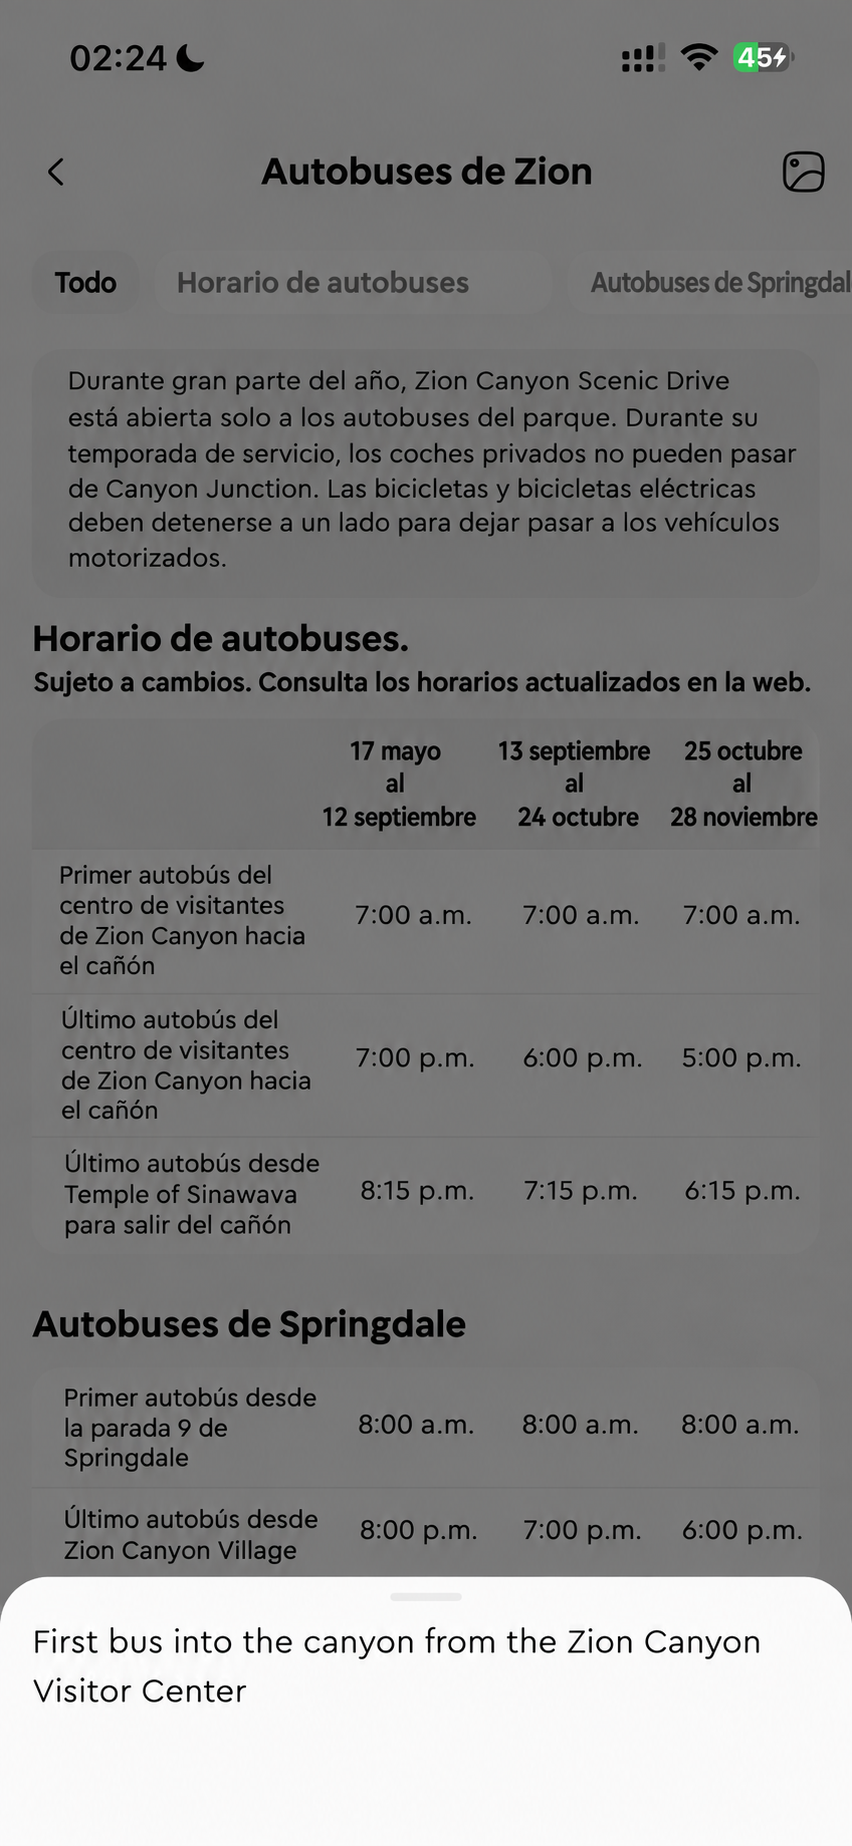 02:24
45
Autobuses de Zion
Todo
Horario de autobuses
Autobuses de Springdal
Durante gran parte del año, Zion Canyon Scenic Drive
está abierta solo a los autobuses del parque. Durante su
temporada de servicio, los coches privados no pueden pasar
de Canyon Junction. Las bicicletas y bicicletas eléctricas
deben detenerse a un lado para dejar pasar a los vehículos
motorizados.
Horario de autobuses.
Sujeto a cambios. Consulta los horarios actualizados en la web.
17 mayo
al
12 septiembre
13 septiembre
al
24 octubre
25 octubre
al
28 noviembre
Primer autobús del
centro de visitantes
de Zion Canyon hacia
el cañón
7:00 a.m.
7:00 a.m.
7:00 a.m.
Último autobús del
centro de visitantes
de Zion Canyon hacia
el cañón
7:00 p.m.
6:00 p.m.
5:00 p.m.
Último autobús desde
Temple of Sinawava
para salir del cañón
8:15 p.m.
7:15 p.m.
6:15 p.m.
Autobuses de Springdale
Primer autobús desde
la parada 9 de
Springdale
8:00 a.m.
8:00 a.m.
8:00 a.m.
Último autobús desde
Zion Canyon Village
8:00 p.m.
7:00 p.m.
6:00 p.m.
First bus into the canyon from the Zion Canyon
Visitor Center